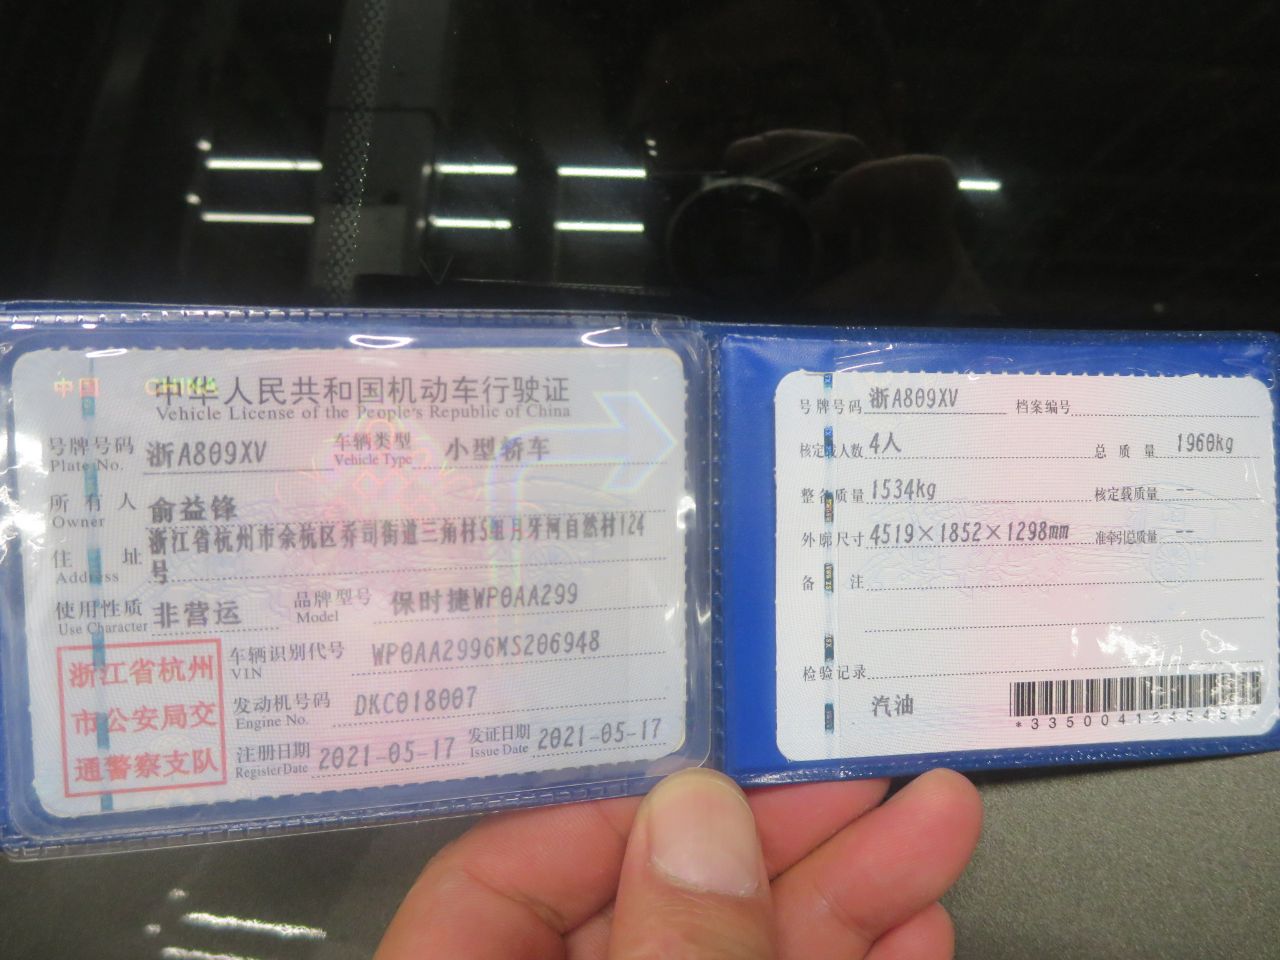 中国 CHINA
中华人民共和国机动车行驶证
Vehicle License of the People's Republic of China
号牌号码 浙A809XV 车辆类型 小型轿车
Plate No. Vehicle Type
所有人 俞益锋
Owner
住址 浙江省杭州市余杭区乔司街道三角村5组月牙河自然村124
Address 号
使用性质 非营运 品牌型号 保时捷WP0AA299
Use Character Model
浙江省杭州
市公安局交
通警察支队
车辆识别代号 WP0AA2996MS206948
VIN
发动机号码 DKC018007
Engine No.
注册日期 2021-05-17 发证日期 2021-05-17
Register Date Issue Date
号牌号码 浙A809XV 档案编号
核定载人数 4人 总质量 1960kg
整备质量 1534kg 核定载质量 --
外廓尺寸 4519×1852×1298mm 准牵引总质量 --
备注
检验记录
汽油